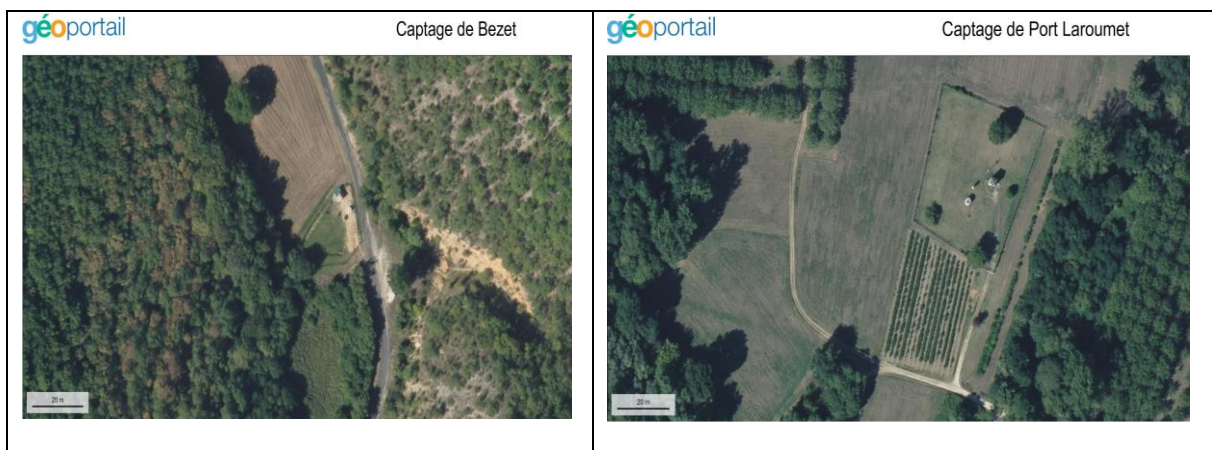 géoportail
Captage de Bezet
20 m
géoportail
Captage de Port Laroumet
20 m